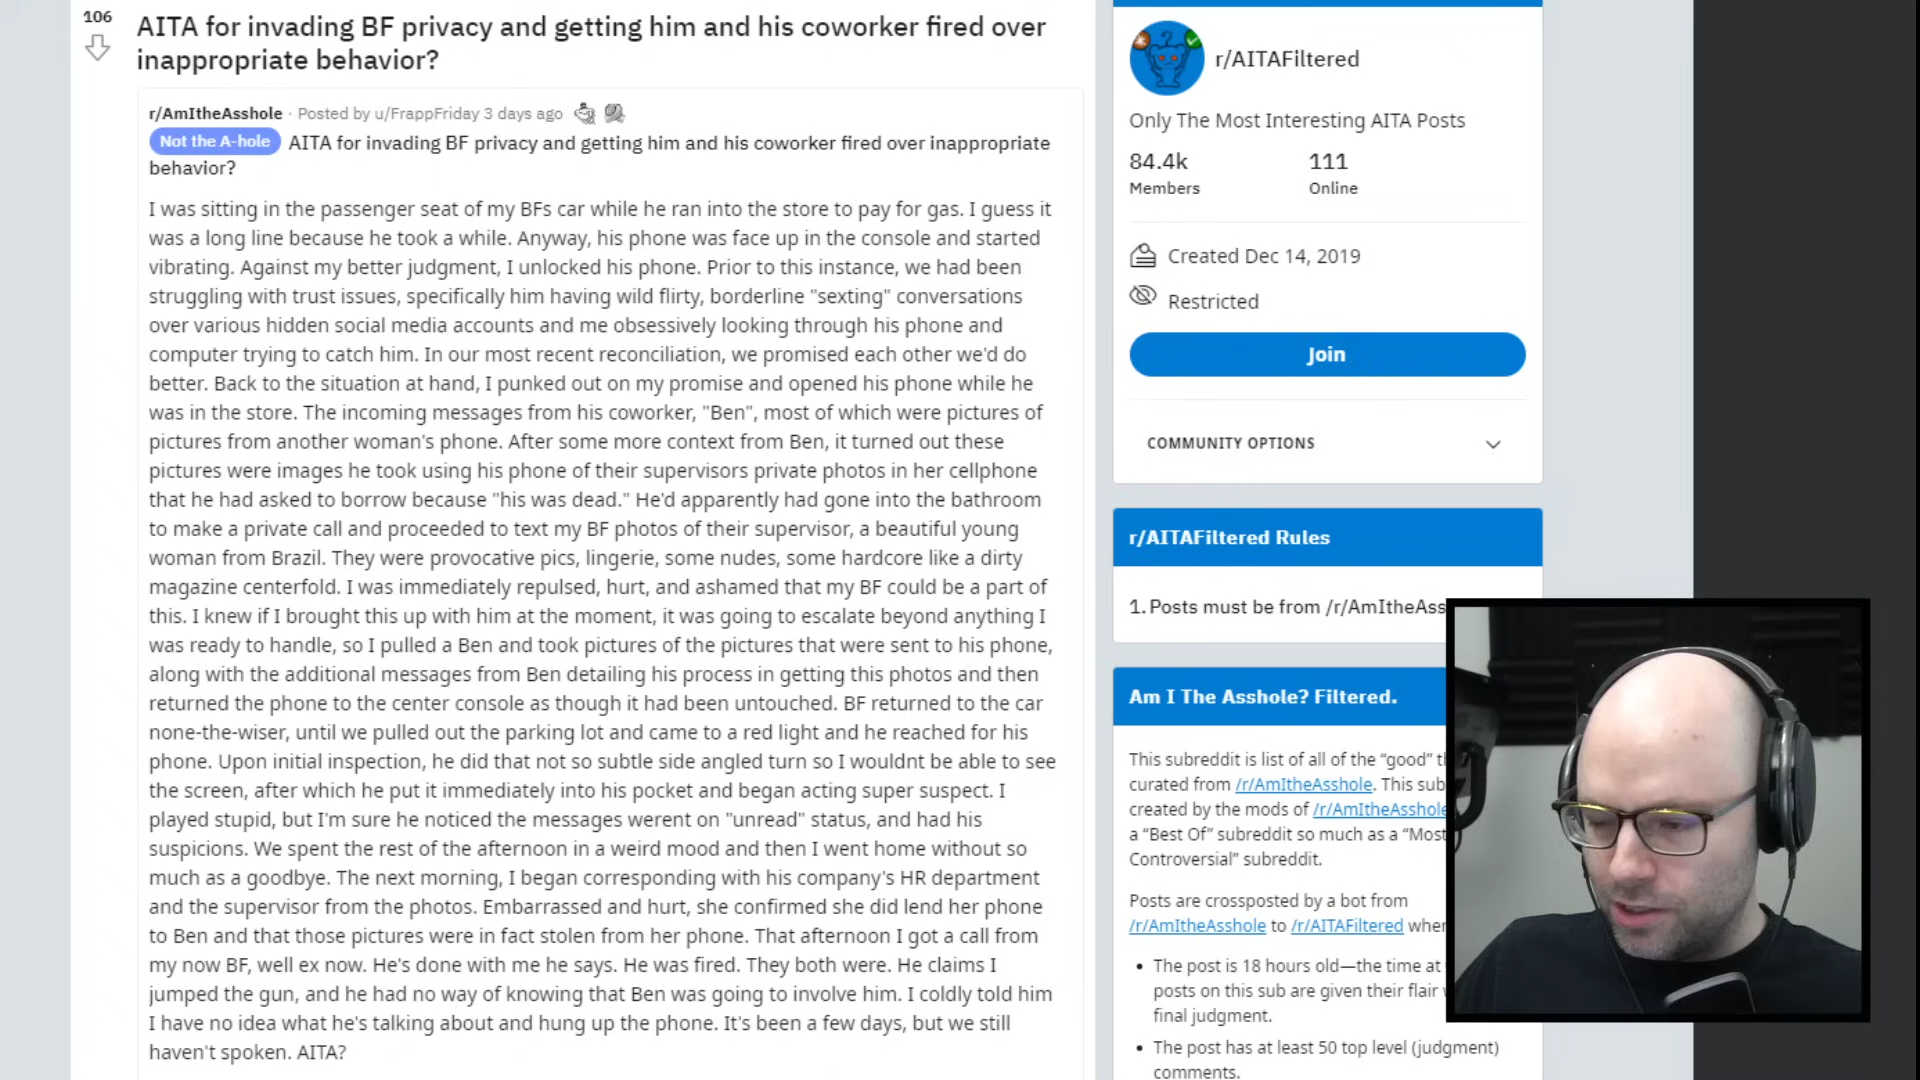 106
AITA for invading BF privacy and getting him and his coworker fired over
inappropriate behavior?
r/AmItheAsshole · Posted by u/FrappFriday 3 days ago
Not the A-hole AITA for invading BF privacy and getting him and his coworker fired over inappropriate
behavior?
I was sitting in the passenger seat of my BFs car while he ran into the store to pay for gas. I guess it
was a long line because he took a while. Anyway, his phone was face up in the console and started
vibrating. Against my better judgment, I unlocked his phone. Prior to this instance, we had been
struggling with trust issues, specifically him having wild flirty, borderline "sexting" conversations
over various hidden social media accounts and me obsessively looking through his phone and
computer trying to catch him. In our most recent reconciliation, we promised each other we'd do
better. Back to the situation at hand, I punked out on my promise and opened his phone while he
was in the store. The incoming messages from his coworker, "Ben", most of which were pictures of
pictures from another woman's phone. After some more context from Ben, it turned out these
pictures were images he took using his phone of their supervisors private photos in her cellphone
that he had asked to borrow because "his was dead." He'd apparently had gone into the bathroom
to make a private call and proceeded to text my BF photos of their supervisor, a beautiful young
woman from Brazil. They were provocative pics, lingerie, some nudes, some hardcore like a dirty
magazine centerfold. I was immediately repulsed, hurt, and ashamed that my BF could be a part of
this. I knew if I brought this up with him at the moment, it was going to escalate beyond anything I
was ready to handle, so I pulled a Ben and took pictures of the pictures that were sent to his phone,
along with the additional messages from Ben detailing his process in getting this photos and then
returned the phone to the center console as though it had been untouched. BF returned to the car
none-the-wiser, until we pulled out the parking lot and came to a red light and he reached for his
phone. Upon initial inspection, he did that not so subtle side angled turn so I wouldnt be able to see
the screen, after which he put it immediately into his pocket and began acting super suspect. I
played stupid, but I'm sure he noticed the messages werent on "unread" status, and had his
suspicions. We spent the rest of the afternoon in a weird mood and then I went home without so
much as a goodbye. The next morning, I began corresponding with his company's HR department
and the supervisor from the photos. Embarrassed and hurt, she confirmed she did lend her phone
to Ben and that those pictures were in fact stolen from her phone. That afternoon I got a call from
my now BF, well ex now. He's done with me he says. He was fired. They both were. He claims I
jumped the gun, and he had no way of knowing that Ben was going to involve him. I coldly told him
I have no idea what he's talking about and hung up the phone. It's been a few days, but we still
haven't spoken. AITA?
r/AITAFiltered
Only The Most Interesting AITA Posts
84.4k 111
Members Online
Created Dec 14, 2019
Restricted
Join
COMMUNITY OPTIONS
r/AITAFiltered Rules
1. Posts must be from /r/AmItheAss
Am I The Asshole? Filtered.
This subreddit is list of all of the “good” th
curated from /r/AmItheAsshole. This sub
created by the mods of /r/AmItheAsshole
a “Best Of” subreddit so much as a “Most
Controversial” subreddit.
Posts are crossposted by a bot from
/r/AmItheAsshole to /r/AITAFiltered wher
• The post is 18 hours old—the time at
posts on this sub are given their flair
final judgment.
• The post has at least 50 top level (judgment)
comments.